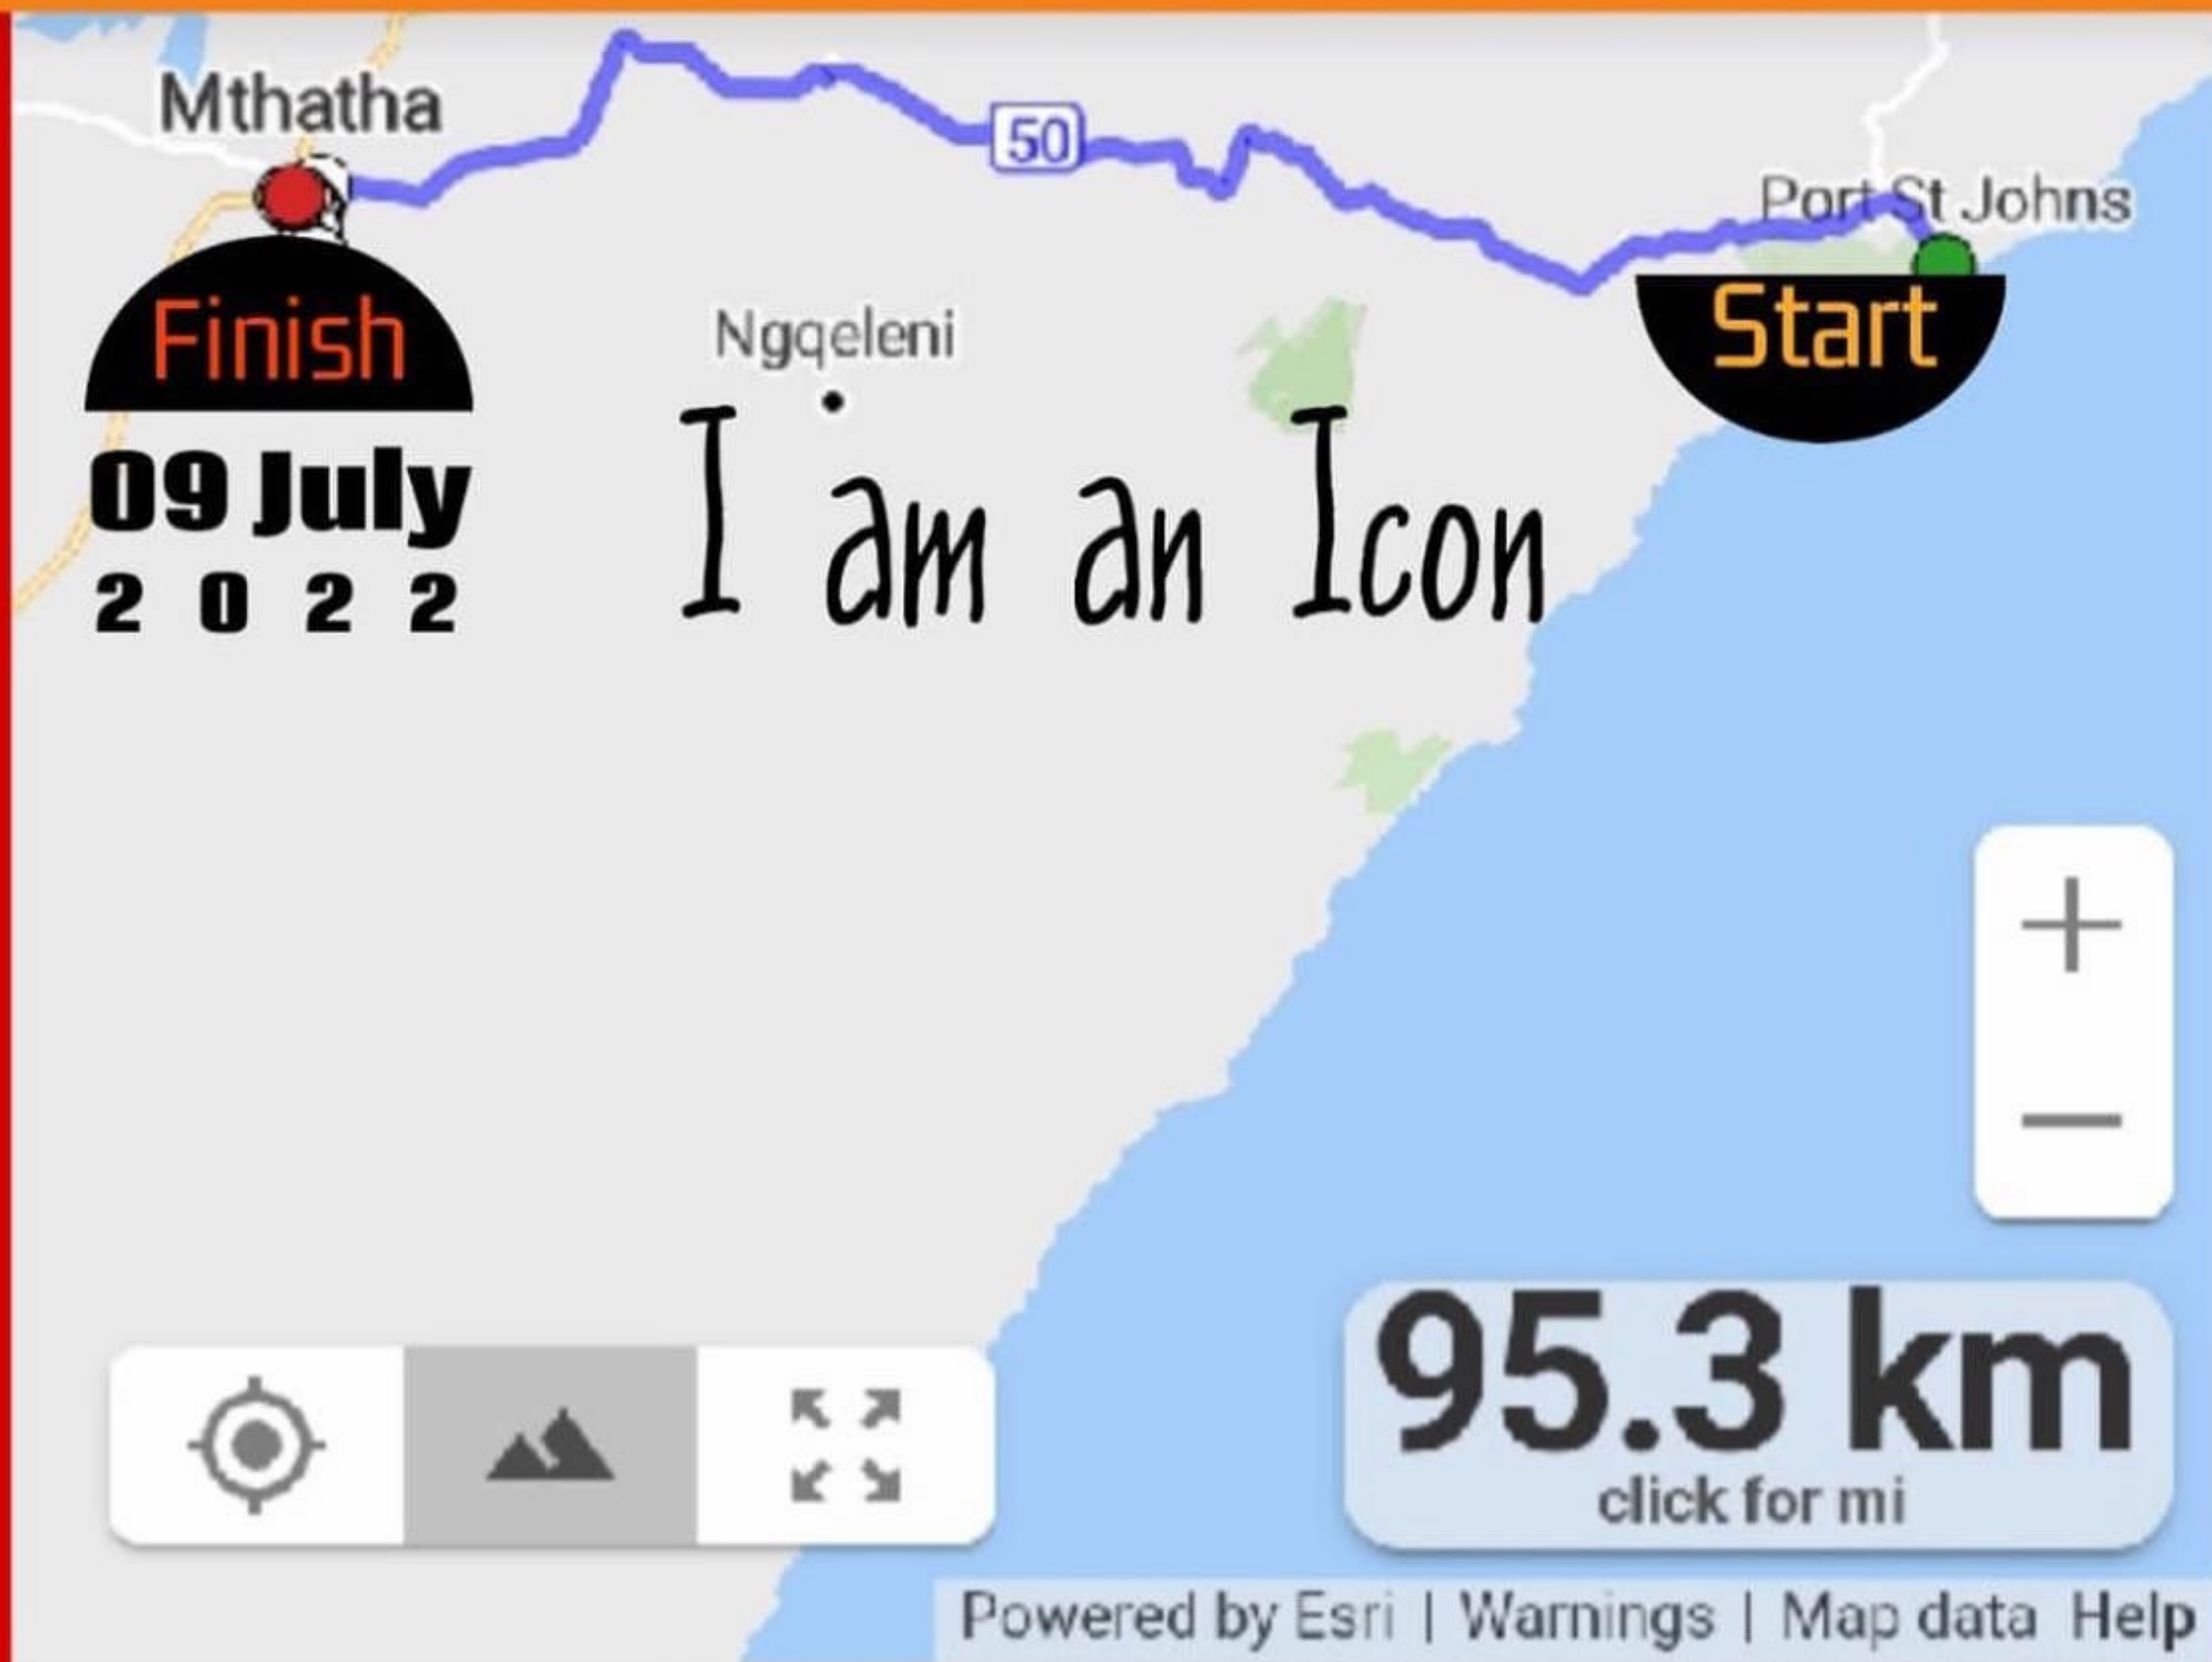 Mthatha
50
Port St Johns
Finish
Start
Ngqeleni
09 July
2 0 2 2
I am an Icon
95.3 km
click for mi
Powered by Esri | Warnings | Map data Help